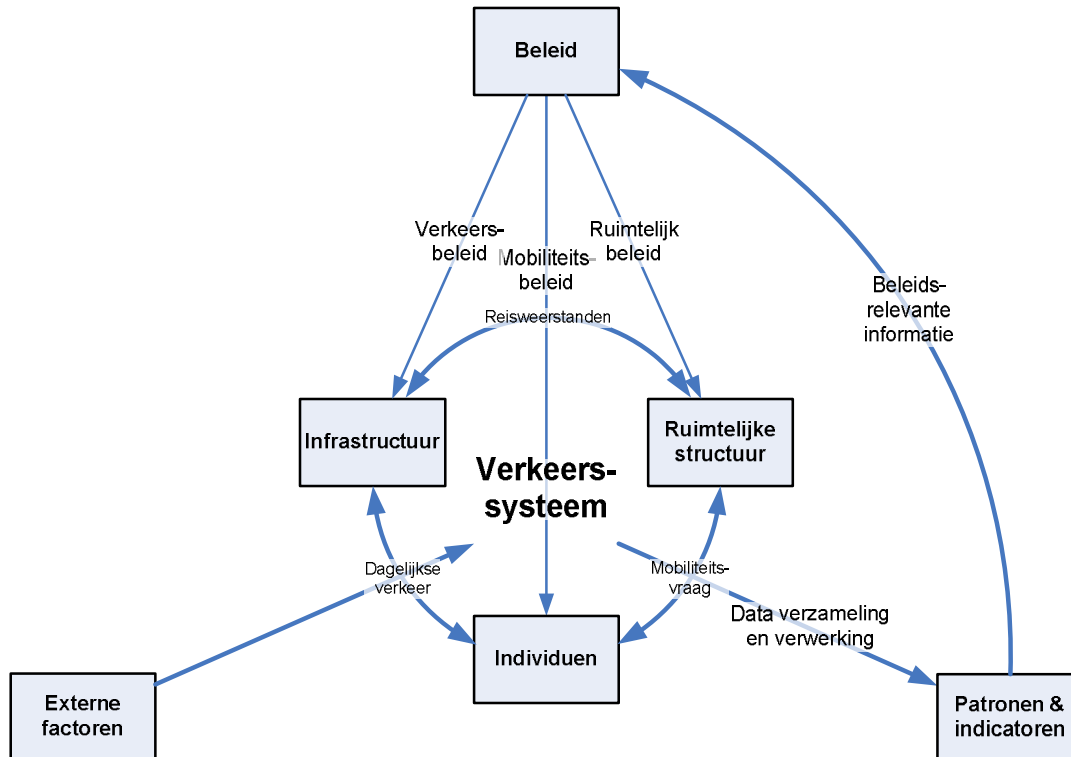 Beleid
Verkeers-
beleid
Mobiliteits-
beleid
Ruimtelijk
beleid
Beleids-
relevante
informatie
Reisweerstanden
Infrastructuur
Ruimtelijke
structuur
Verkeers-
systeem
Dagelijkse
verkeer
Mobiliteits-
vraag
Data verzameling
en verwerking
Individuen
Externe
factoren
Patronen &
indicatoren